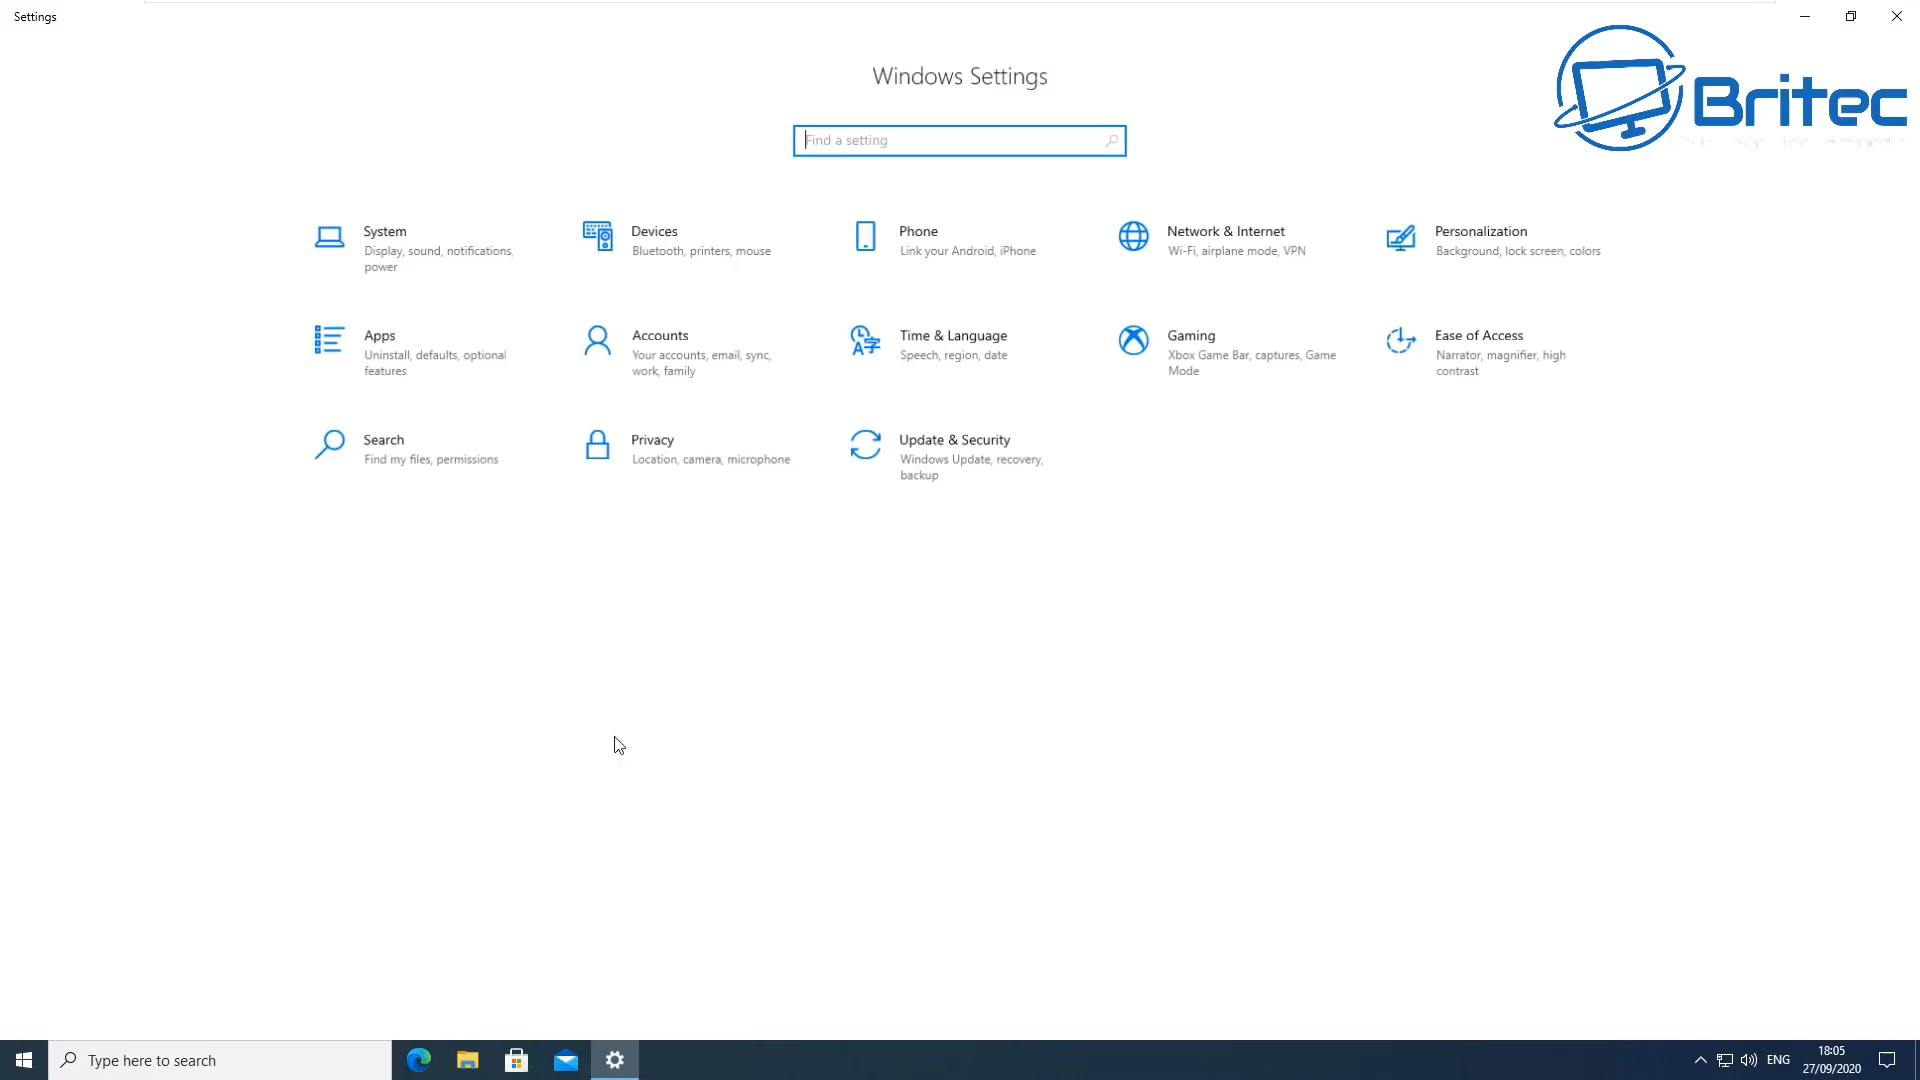 Settings
Windows Settings
Find a setting
Britec
System
Display, sound, notifications,
power
Devices
Bluetooth, printers, mouse
Phone
Link your Android, iPhone
Network & Internet
Wi-Fi, airplane mode, VPN
Personalization
Background, lock screen, colors
Apps
Uninstall, defaults, optional
features
Accounts
Your accounts, email, sync,
work, family
Time & Language
Speech, region, date
Gaming
Xbox Game Bar, captures, Game
Mode
Ease of Access
Narrator, magnifier, high
contrast
Search
Find my files, permissions
Privacy
Location, camera, microphone
Update & Security
Windows Update, recovery,
backup
Type here to search
ENG
18:05
27/09/2020